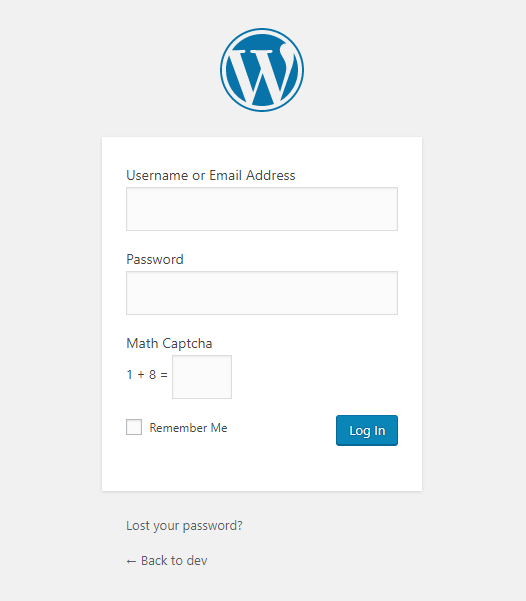 Username or Email Address
Password
Math Captcha
1 + 8 =
Remember Me
Log In
Lost your password?
← Back to dev